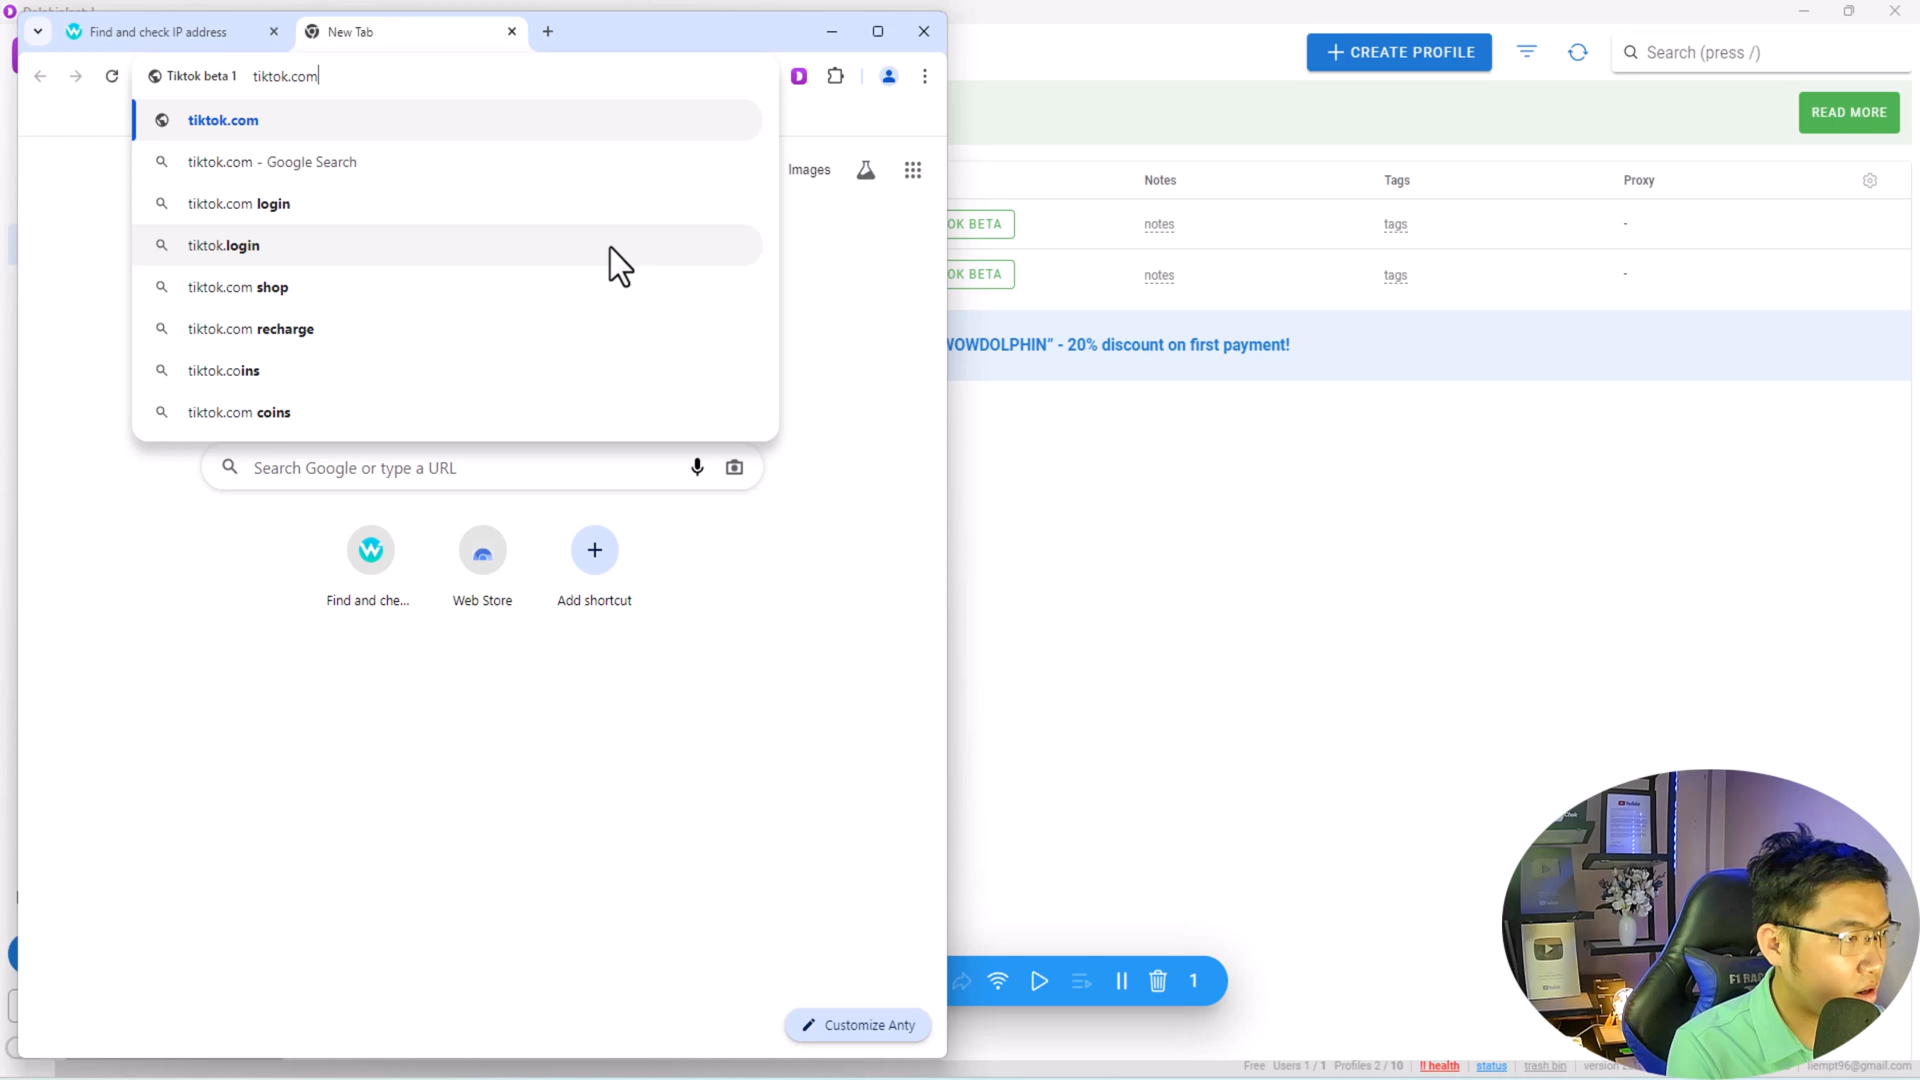 Find and check IP address
New Tab
Tiktok beta 1 tiktok.com
tiktok.com
tiktok.com - Google Search
tiktok.com login
tiktok.login
tiktok.com shop
tiktok.com recharge
tiktok.coins
tiktok.com coins
Images
Search Google or type a URL
Find and che...
Web Store
Add shortcut
Customize Anty
CREATE PROFILE
Search (press /)
READ MORE
Notes
Tags
Proxy
OK BETA
notes
tags
-
OK BETA
notes
tags
-
WOWDOLPHIN" - 20% discount on first payment!
1
Free Users 1 / 1 Profiles 2 / 10 !! health status trash bin version
liempt96@gmail.com